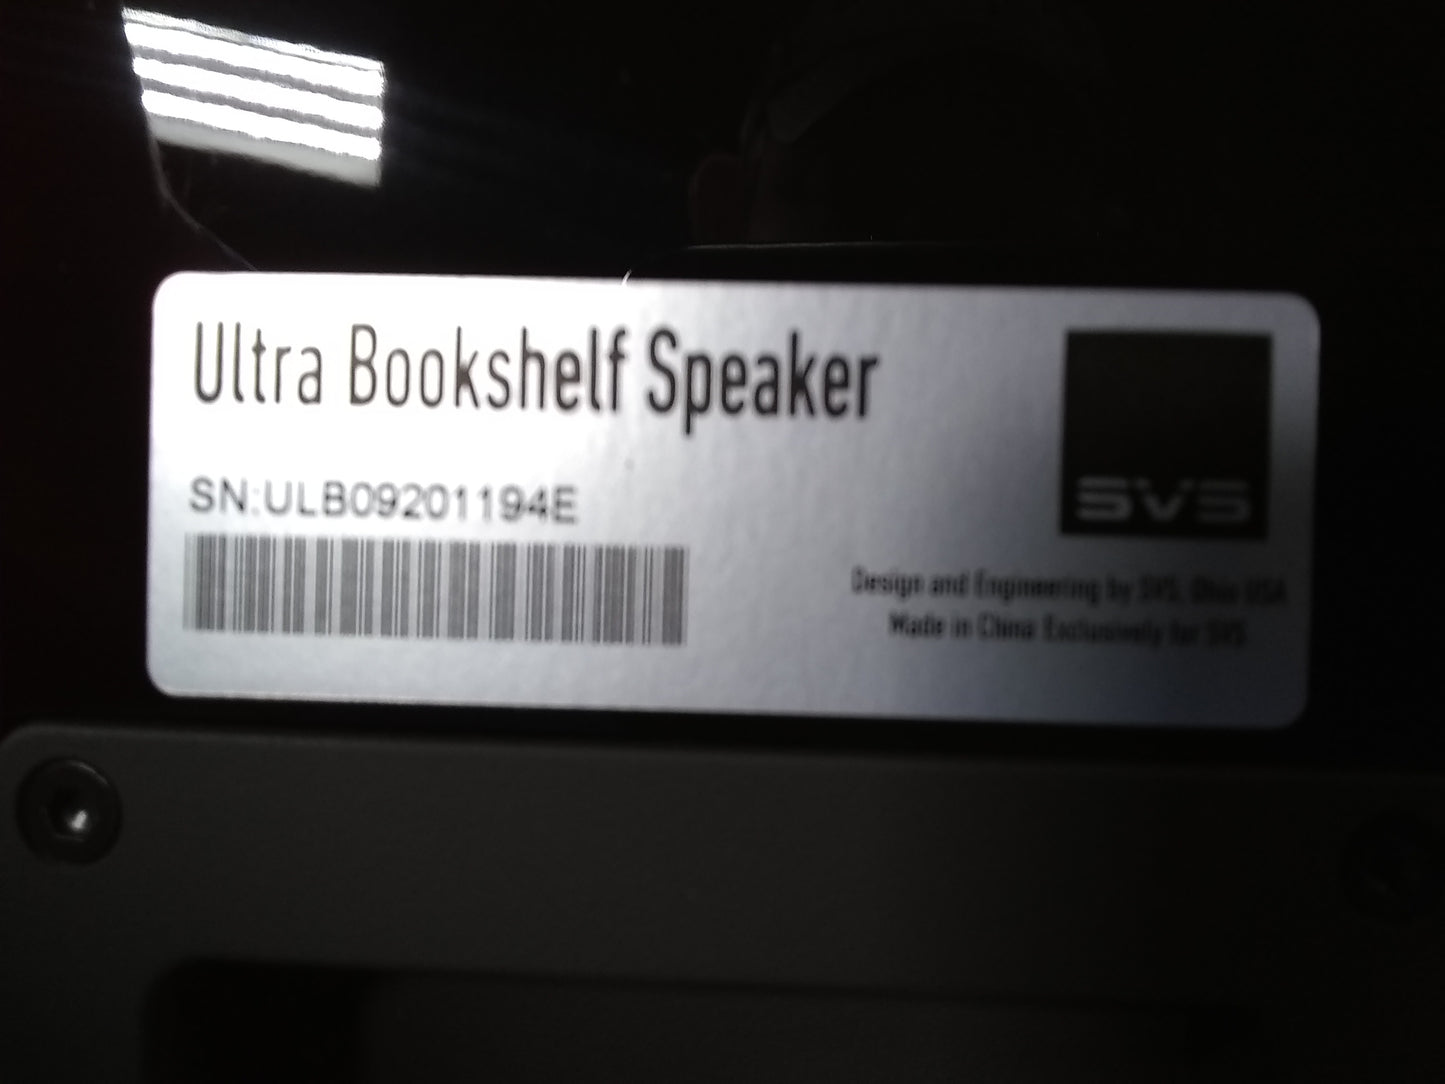 Ultra Bookshelf Speaker
SN:ULB09201194E
SVS
Design and Engineering by SVS, Ohio USA
Made in China Exclusively for SVS